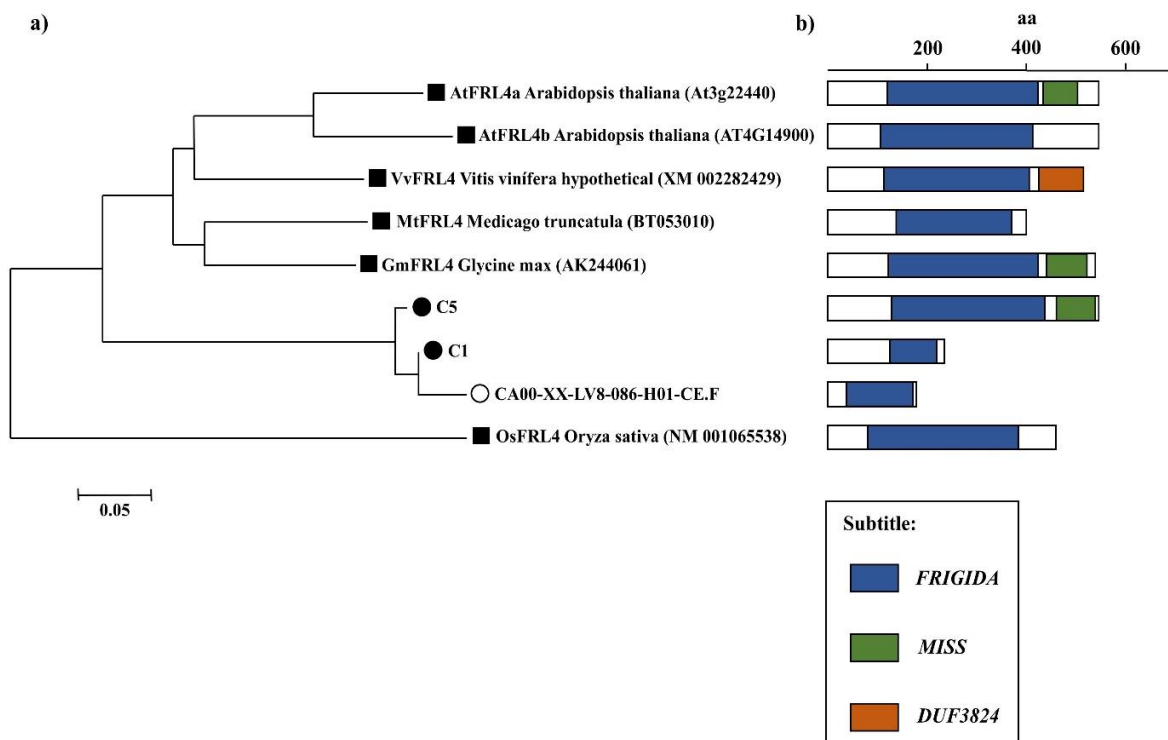 a)
b)
aa
200 400 600
AtFRL4a Arabidopsis thaliana (At3g22440)
AtFRL4b Arabidopsis thaliana (AT4G14900)
VvFRL4 Vitis vinífera hypothetical (XM 002282429)
MtFRL4 Medicago truncatula (BT053010)
GmFRL4 Glycine max (AK244061)
C5
C1
CA00-XX-LV8-086-H01-CE.F
OsFRL4 Oryza sativa (NM 001065538)
0.05
Subtitle:
FRIGIDA
MISS
DUF3824